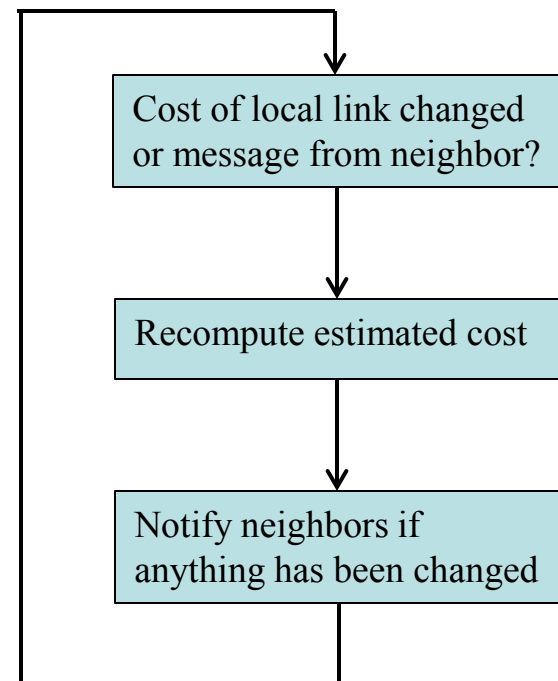 Cost of local link changed
or message from neighbor?
Recompute estimated cost
Notify neighbors if
anything has been changed